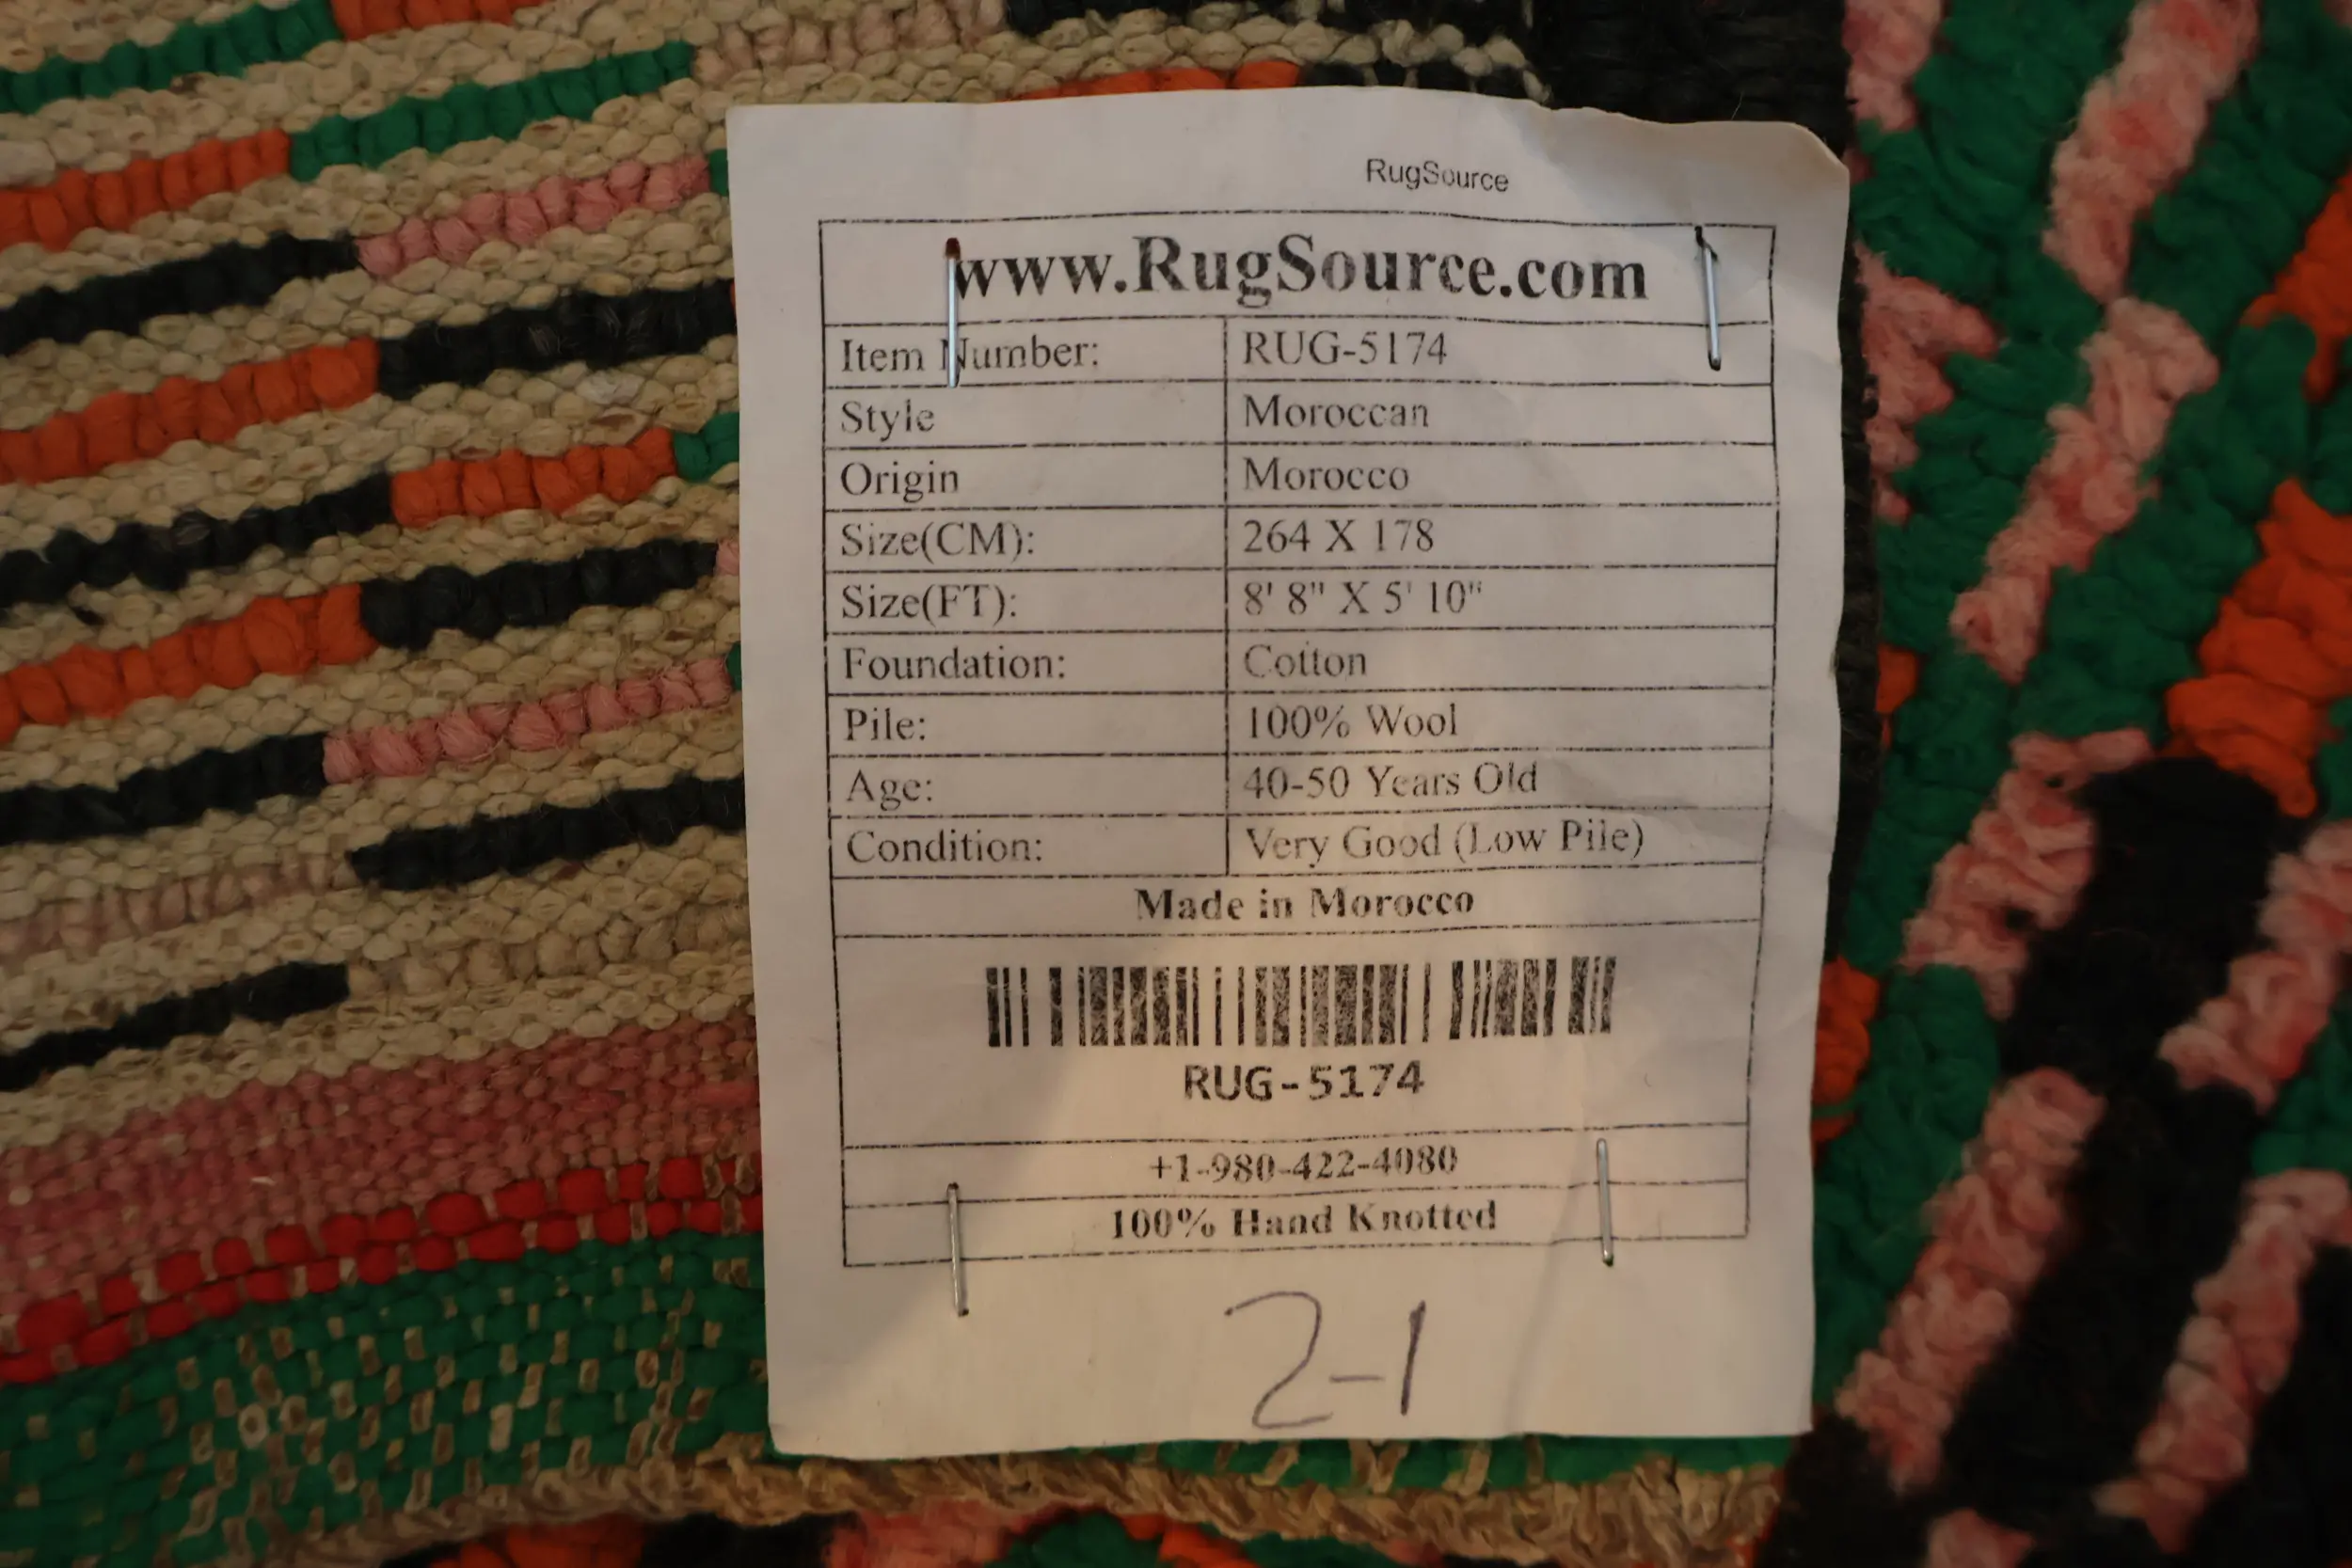 RugSource
www.RugSource.com
Item Number: RUG-5174
Style Moroccan
Origin Morocco
Size(CM): 264 X 178
Size(FT): 8' 8" X 5' 10"
Foundation: Cotton
Pile: 100% Wool
Age: 40-50 Years Old
Condition: Very Good (Low Pile)
Made in Morocco
RUG-5174
+1-980-422-4080
100% Hand Knotted
2-1